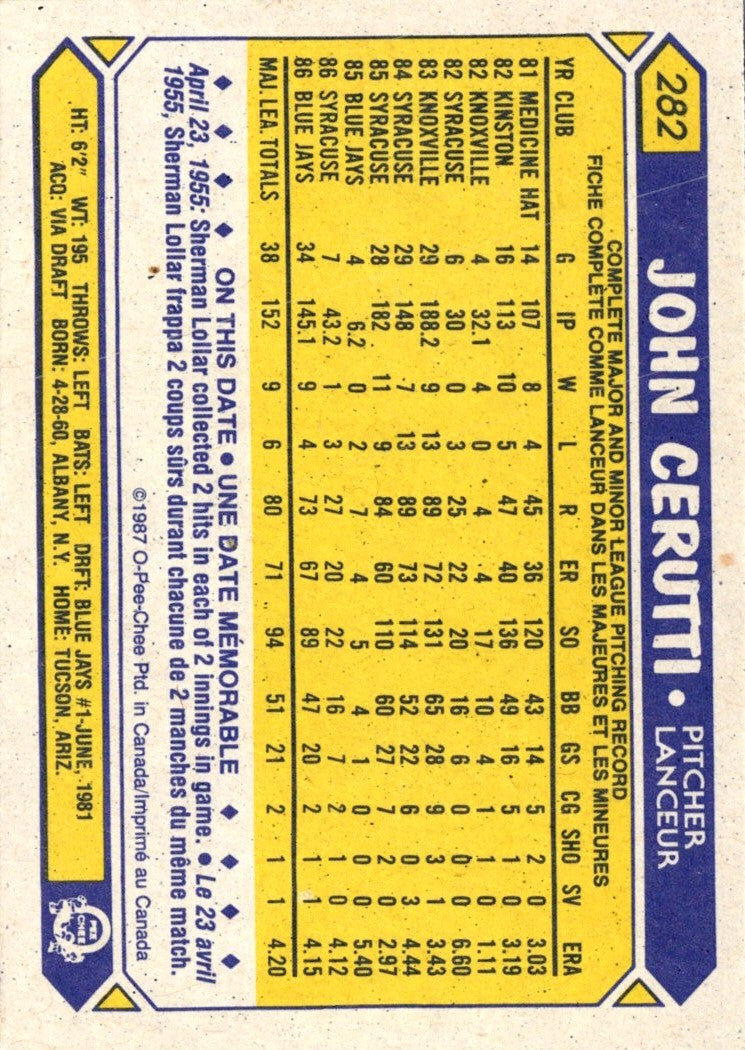 282
JOHN CERUTTI • PITCHER LANCEUR
COMPLETE MAJOR AND MINOR LEAGUE PITCHING RECORD
FICHE COMPLÈTE COMME LANCEUR DANS LES MAJEURES ET LES MINEURES
YR CLUB G IP W L R ER SO BB GS CG SHO SV ERA
81 MEDICINE HAT 14 107 8 4 45 36 120 43 14 5 2 0 3.03
82 KINSTON 16 113 10 5 47 40 136 49 16 5 1 0 3.19
82 KNOXVILLE 4 32.1 4 0 4 4 17 10 4 1 1 0 1.11
82 SYRACUSE 6 30 0 3 25 22 20 16 6 0 0 0 6.60
83 KNOXVILLE 29 188.2 9 13 89 72 131 65 28 9 3 1 3.43
84 SYRACUSE 29 148 7 13 89 73 114 52 22 6 0 3 4.44
85 SYRACUSE 28 182 11 9 84 60 110 60 27 7 2 0 2.97
85 BLUE JAYS 4 6.2 0 2 7 4 5 4 1 0 0 0 5.40
86 SYRACUSE 7 43.2 1 3 27 20 22 16 7 2 1 0 4.12
86 BLUE JAYS 34 145.1 9 4 73 67 89 47 20 2 1 1 4.15
MAJ. LEA. TOTALS 38 152 9 6 80 71 94 51 21 2 1 1 4.20
ON THIS DATE • UNE DATE MÉMORABLE
April 23, 1955: Sherman Lollar collected 2 hits in each of 2 innings in game. • Le 23 avril
1955, Sherman Lollar frappa 2 coups sûrs durant chacune de 2 manches du même match.
©1987 O-Pee-Chee Ptd. in Canada/Imprimé au Canada
HT: 6'2" WT: 195 THROWS: LEFT BATS: LEFT DRFT: BLUE JAYS #1-JUNE, 1981
ACQ: VIA DRAFT BORN: 4-28-60, ALBANY, N.Y. HOME: TUCSON, ARIZ.
O
PEE
CHEE